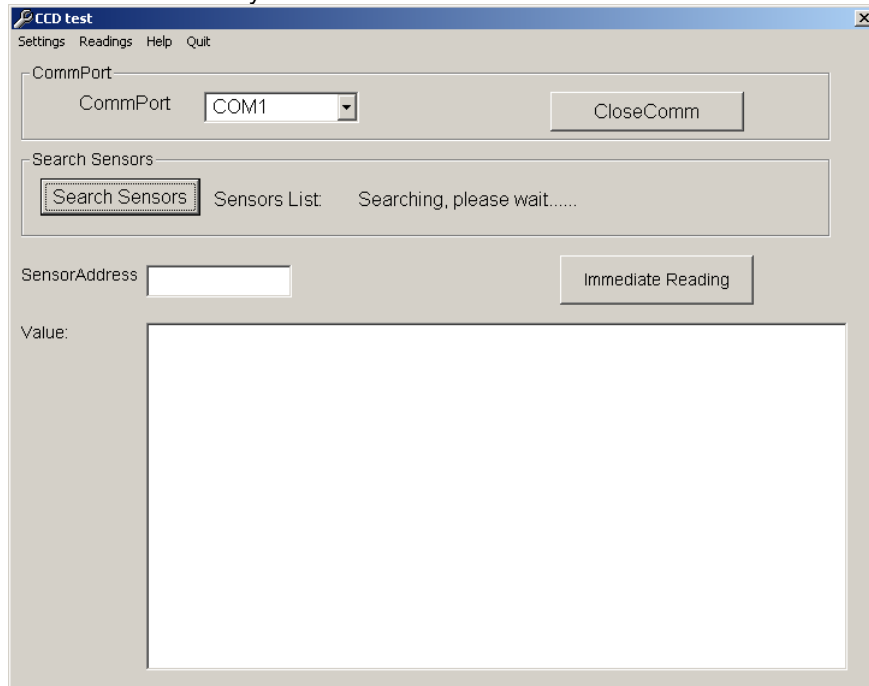 CCD test
Settings Readings Help Quit
CommPort
CommPort COM1 CloseComm
Search Sensors
Search Sensors Sensors List: Searching, please wait......
SensorAddress Immediate Reading
Value: